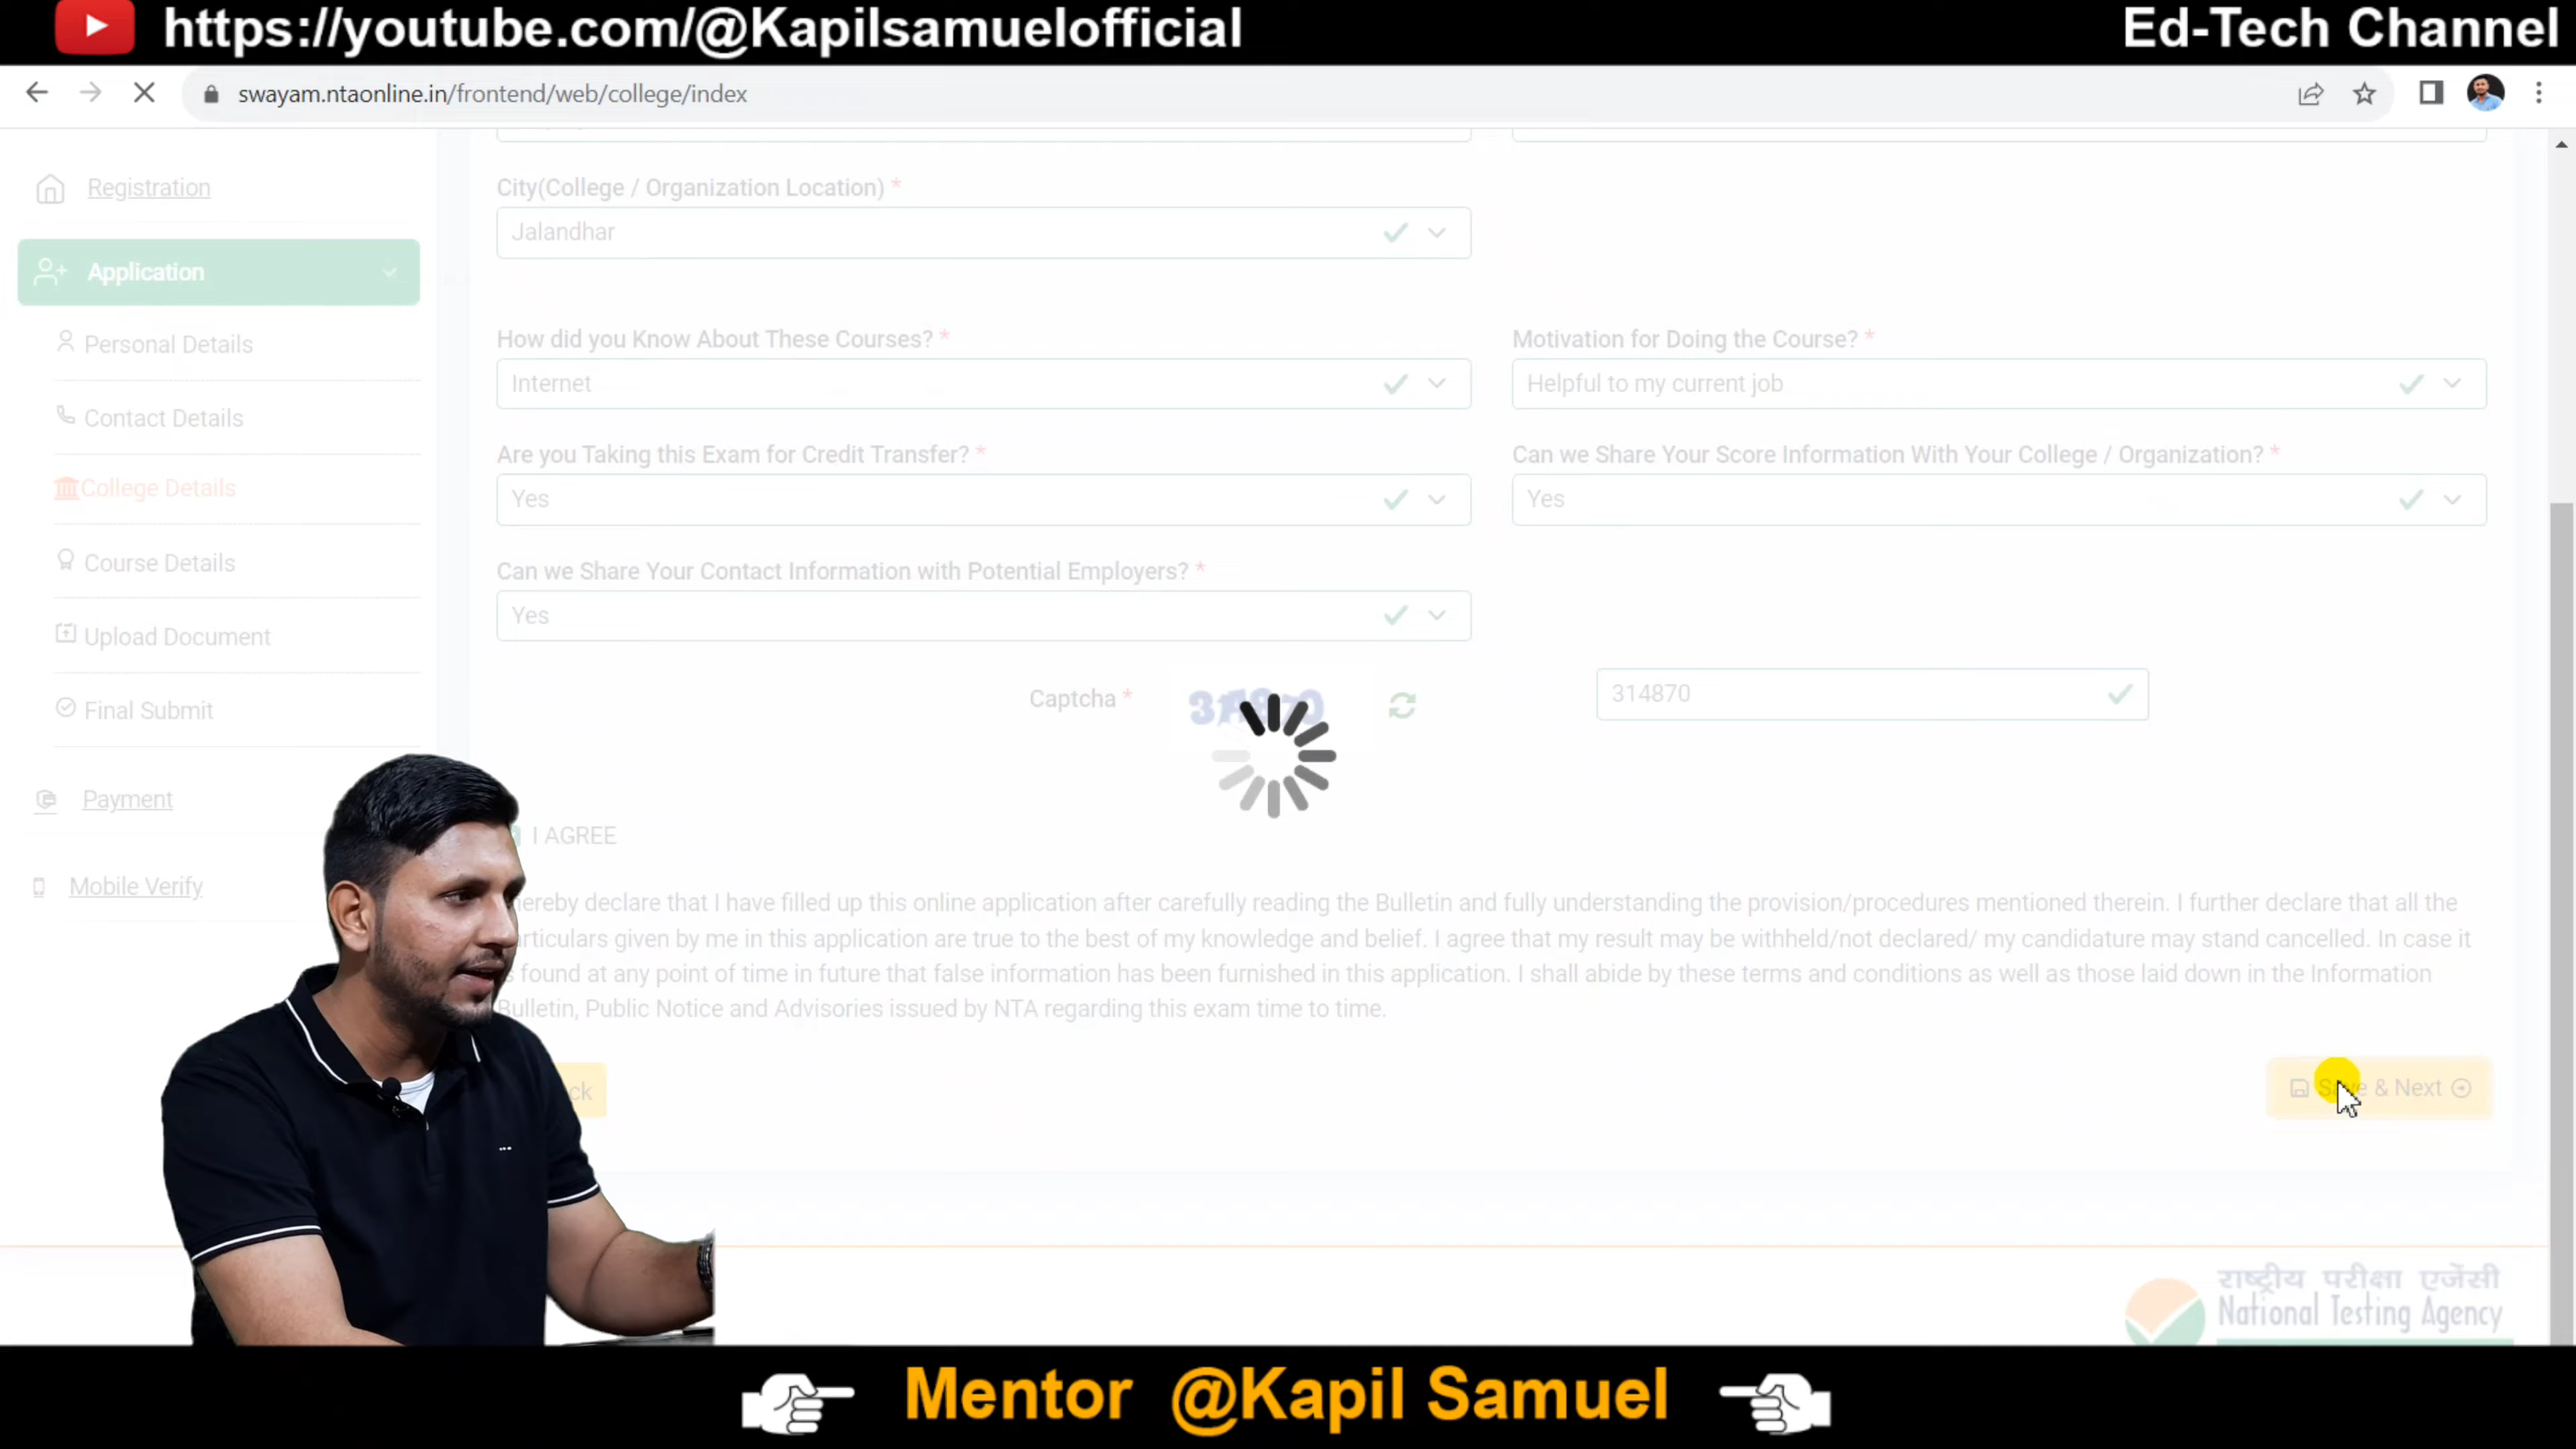 https://youtube.com/@Kapilsamuelofficial
Ed-Tech Channel
swayam.ntaonline.in/frontend/web/college/index
Registration
Application
Personal Details
Contact Details
College Details
Course Details
Upload Document
Final Submit
Payment
Mobile Verify
City(College / Organization Location) *
Jalandhar
How did you Know About These Courses? *
Internet
Motivation for Doing the Course? *
Helpful to my current job
Are you Taking this Exam for Credit Transfer? *
Yes
Can we Share Your Score Information With Your College / Organization? *
Yes
Can we Share Your Contact Information with Potential Employers? *
Yes
Captcha *
314870
I AGREE
hereby declare that I have filled up this online application after carefully reading the Bulletin and fully understanding the provision/procedures mentioned therein. I further declare that all the
articulars given by me in this application are true to the best of my knowledge and belief. I agree that my result may be withheld/not declared/ my candidature may stand cancelled. In case it
found at any point of time in future that false information has been furnished in this application. I shall abide by these terms and conditions as well as those laid down in the Information
Bulletin, Public Notice and Advisories issued by NTA regarding this exam time to time.
ck
Save & Next
राष्ट्रीय परीक्षा एजेंसी
National Testing Agency
Mentor @Kapil Samuel